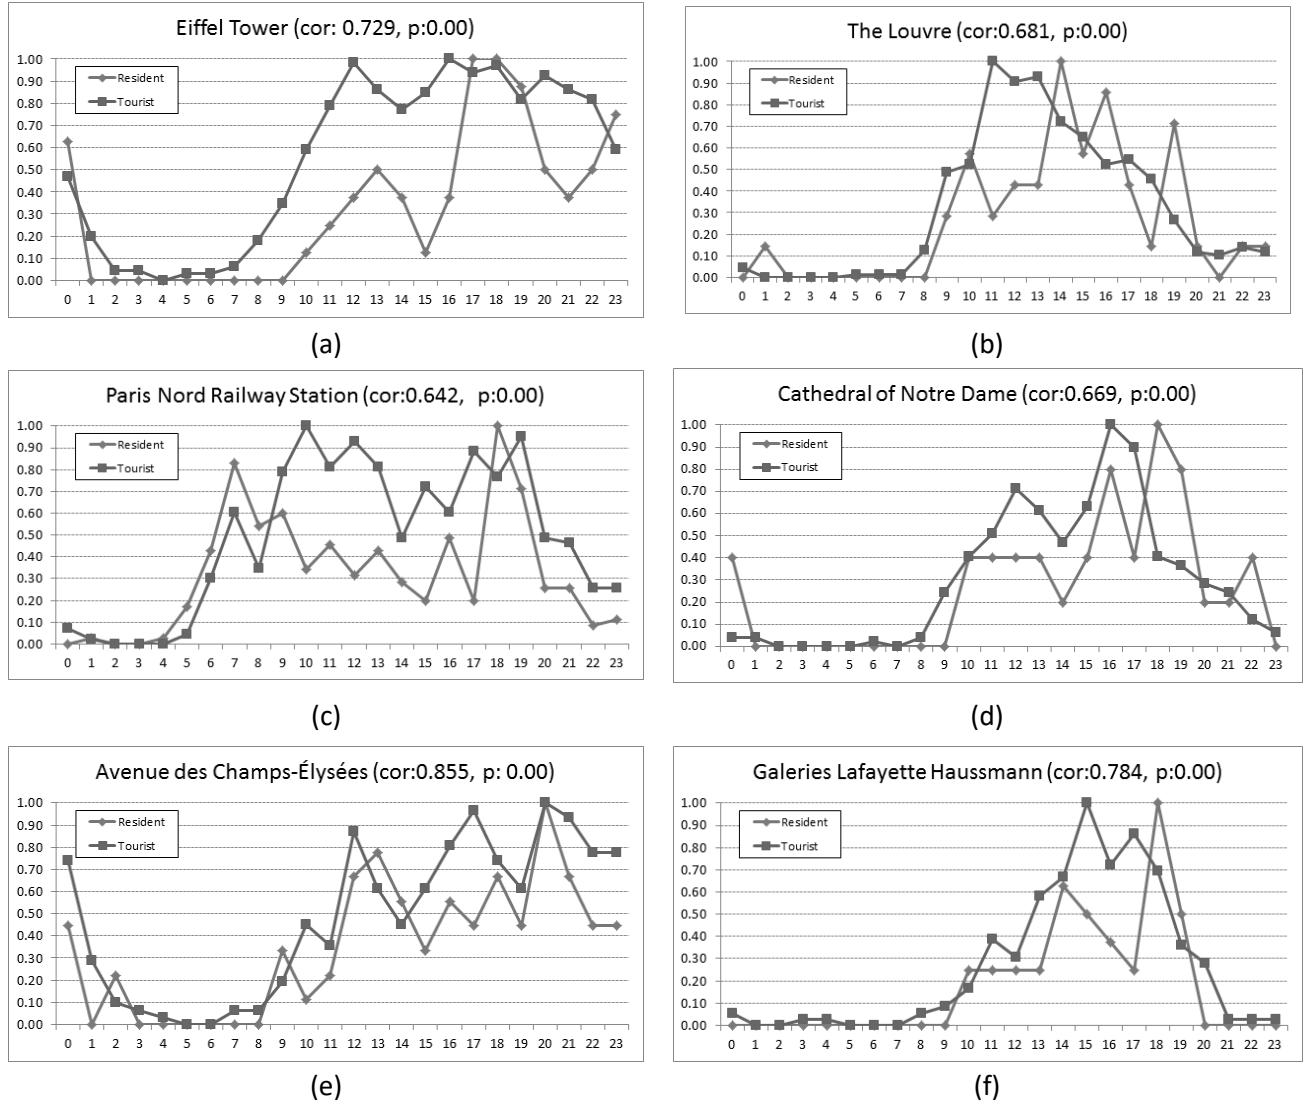 Eiffel Tower (cor: 0.729, p:0.00)
1.00
0.90
0.80
0.70
0.60
0.50
0.40
0.30
0.20
0.10
0.00
Resident
Tourist
0 1 2 3 4 5 6 7 8 9 10 11 12 13 14 15 16 17 18 19 20 21 22 23
(a)
The Louvre (cor:0.681, p:0.00)
1.00
0.90
0.80
0.70
0.60
0.50
0.40
0.30
0.20
0.10
0.00
Resident
Tourist
0 1 2 3 4 5 6 7 8 9 10 11 12 13 14 15 16 17 18 19 20 21 22 23
(b)
Paris Nord Railway Station (cor:0.642, p:0.00)
1.00
0.90
0.80
0.70
0.60
0.50
0.40
0.30
0.20
0.10
0.00
Resident
Tourist
0 1 2 3 4 5 6 7 8 9 10 11 12 13 14 15 16 17 18 19 20 21 22 23
(c)
Cathedral of Notre Dame (cor:0.669, p:0.00)
1.00
0.90
0.80
0.70
0.60
0.50
0.40
0.30
0.20
0.10
0.00
Resident
Tourist
0 1 2 3 4 5 6 7 8 9 10 11 12 13 14 15 16 17 18 19 20 21 22 23
(d)
Avenue des Champs-Élysées (cor:0.855, p: 0.00)
1.00
0.90
0.80
0.70
0.60
0.50
0.40
0.30
0.20
0.10
0.00
Resident
Tourist
0 1 2 3 4 5 6 7 8 9 10 11 12 13 14 15 16 17 18 19 20 21 22 23
(e)
Galeries Lafayette Haussmann (cor:0.784, p:0.00)
1.00
0.90
0.80
0.70
0.60
0.50
0.40
0.30
0.20
0.10
0.00
Resident
Tourist
0 1 2 3 4 5 6 7 8 9 10 11 12 13 14 15 16 17 18 19 20 21 22 23
(f)